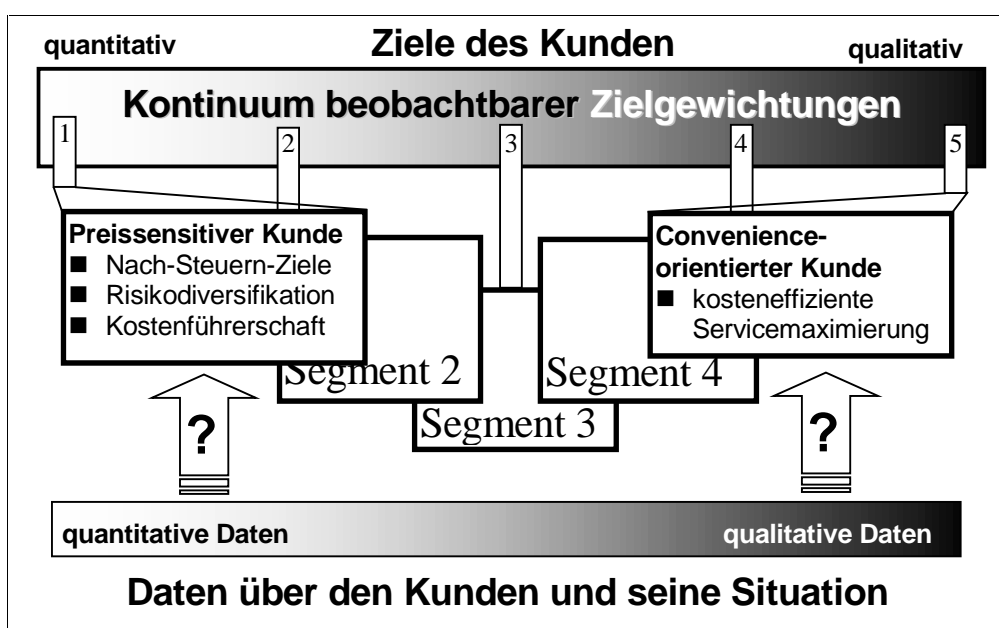 Ziele des Kunden
quantitativ
qualitativ
Kontinuum beobachtbarer Zielgewichtungen
1
2
3
4
5
Preissensitiver Kunde
■ Nach-Steuern-Ziele
■ Risikodiversifikation
■ Kostenführerschaft
Segment 2
Segment 3
Segment 4
Convenience-
orientierter Kunde
■ kosteneffiziente
Servicemaximierung
?
?
quantitative Daten
qualitative Daten
Daten über den Kunden und seine Situation